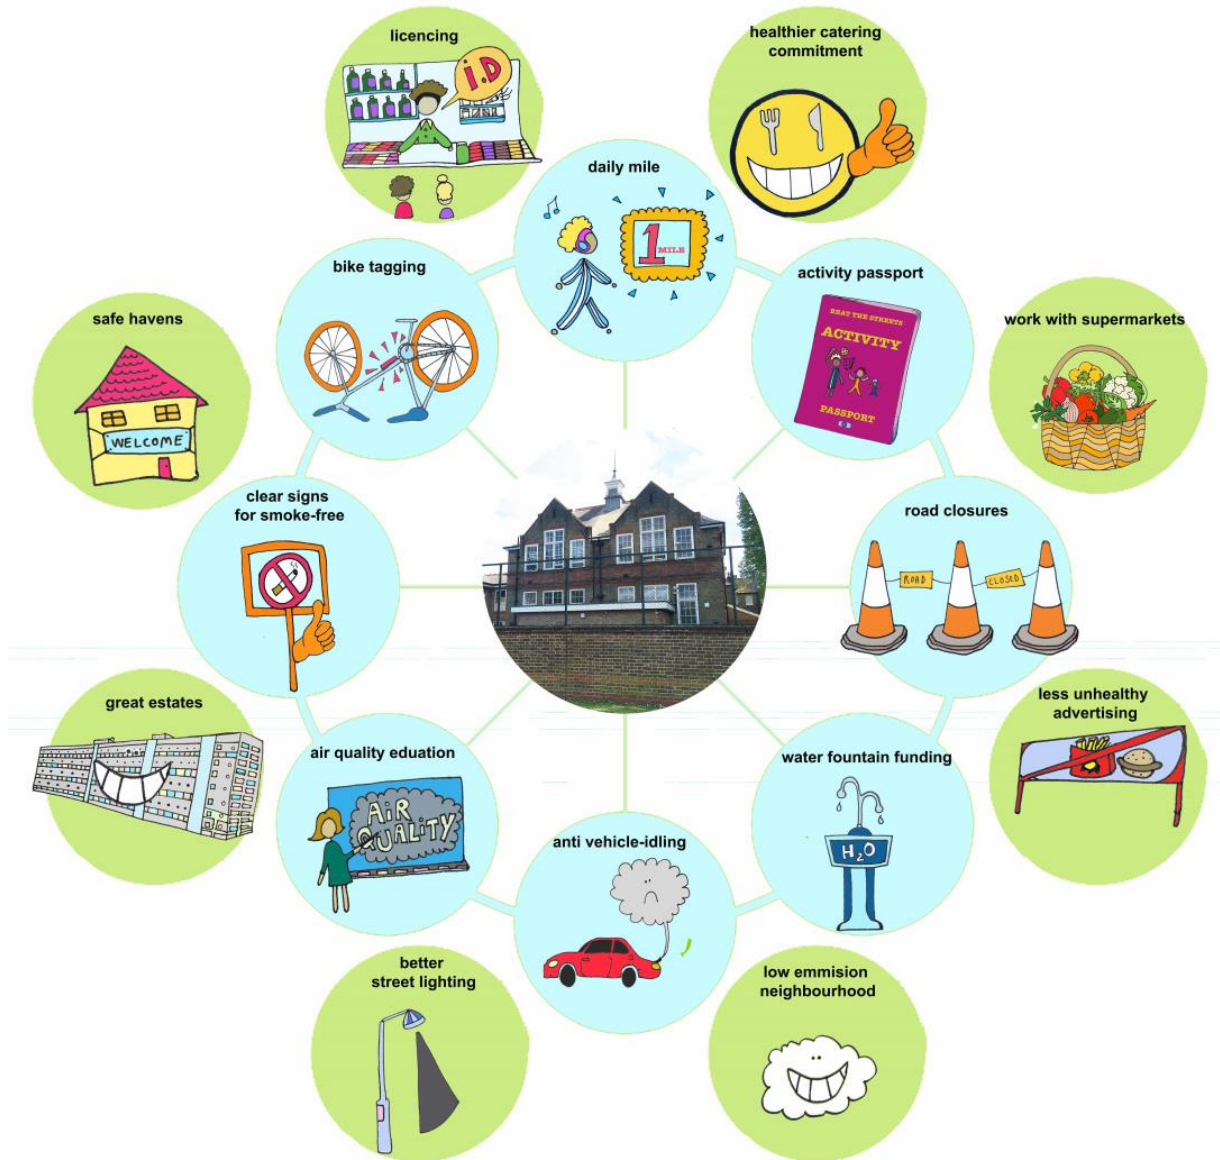 licencing
i.D
healthier catering
commitment
daily mile
1 MILE
bike tagging
activity passport
BEAT THE STREETS
ACTIVITY
PASSPORT
safe havens
WELCOME
work with supermarkets
clear signs
for smoke-free
road closures
ROAD
CLOSED
great estates
less unhealthy
advertising
air quality eduation
AiR
QUALITY
water fountain funding
H₂O
anti vehicle-idling
better
street lighting
low emmision
neighbourhood